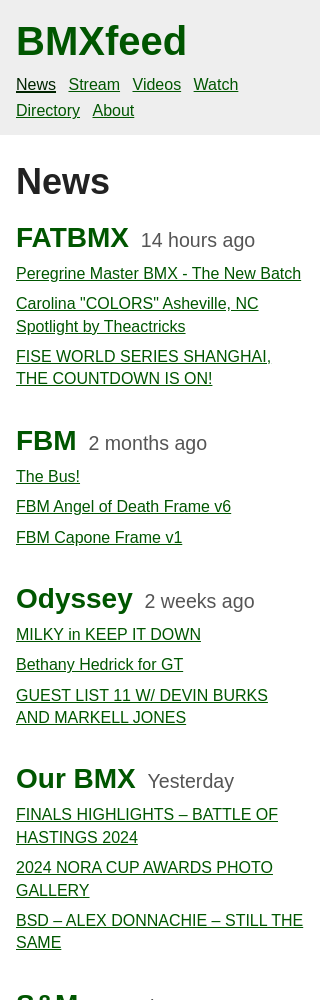 BMXfeed
News Stream Videos Watch
Directory About
News
FATBMX 14 hours ago
Peregrine Master BMX - The New Batch
Carolina "COLORS" Asheville, NC
Spotlight by Theactricks
FISE WORLD SERIES SHANGHAI,
THE COUNTDOWN IS ON!
FBM 2 months ago
The Bus!
FBM Angel of Death Frame v6
FBM Capone Frame v1
Odyssey 2 weeks ago
MILKY in KEEP IT DOWN
Bethany Hedrick for GT
GUEST LIST 11 W/ DEVIN BURKS
AND MARKELL JONES
Our BMX Yesterday
FINALS HIGHLIGHTS – BATTLE OF
HASTINGS 2024
2024 NORA CUP AWARDS PHOTO
GALLERY
BSD – ALEX DONNACHIE – STILL THE
SAME
S&M